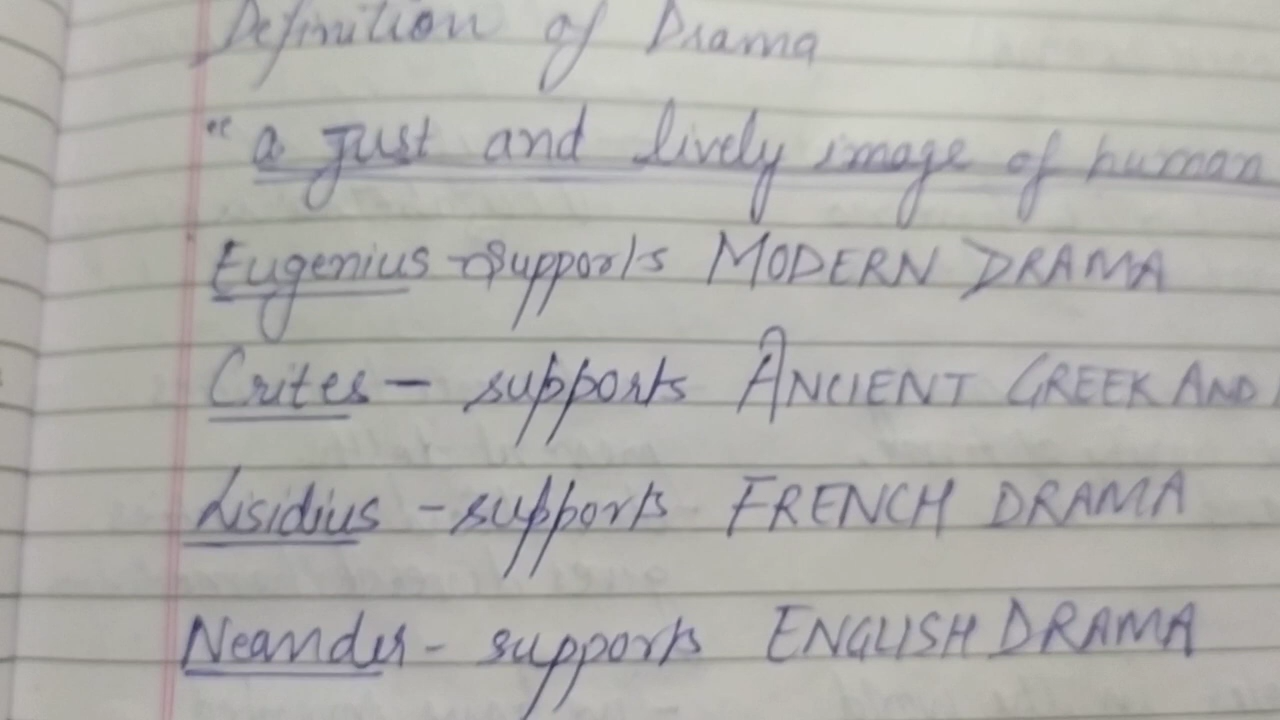 Definition of Drama
" a just and lively image of human
Eugenius - supports MODERN DRAMA
Crites - supports ANCIENT GREEK AND
Lisidius - supports FRENCH DRAMA
Neander - supports ENGLISH DRAMA